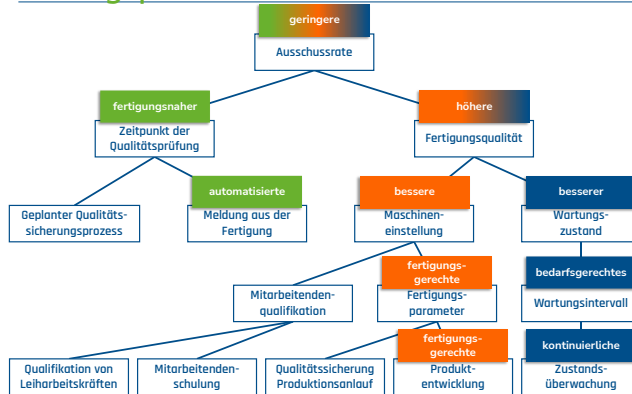 geringere
Ausschussrate
fertigungsnaher
höhere
Zeitpunkt der
Qualitätsprüfung
Fertigungsqualität
automatisierte
bessere
besserer
Geplanter Qualitäts-
sicherungsprozess
Meldung aus der
Fertigung
Maschinen-
einstellung
Wartungs-
zustand
fertigungs-
gerechte
bedarfsgerechtes
Mitarbeitenden-
qualifikation
Fertigungs-
parameter
Wartungsintervall
fertigungs-
gerechte
kontinuierliche
Qualifikation von
Leiharbeitskräften
Mitarbeitenden-
schulung
Qualitätssicherung
Produktionsanlauf
Produkt-
entwicklung
Zustands-
überwachung